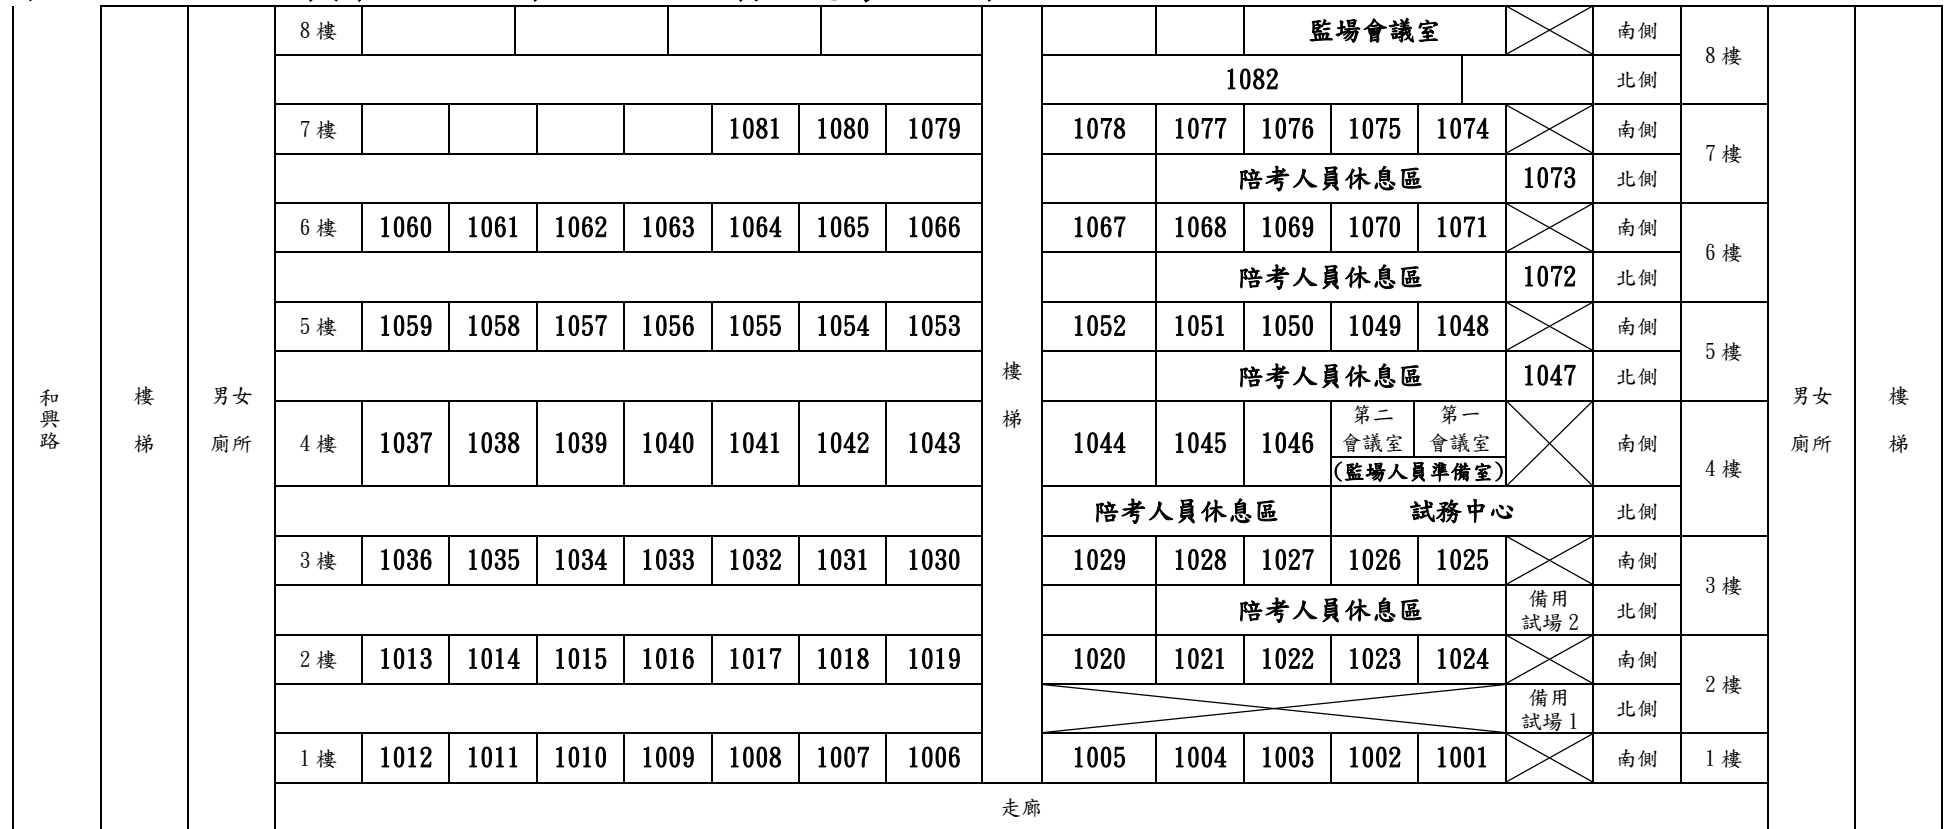 8樓 監場會議室 南側 8樓
1082 北側
7樓 1081 1080 1079 1078 1077 1076 1075 1074 南側 7樓
陪考人員休息區 1073 北側
6樓 1060 1061 1062 1063 1064 1065 1066 1067 1068 1069 1070 1071 南側 6樓
陪考人員休息區 1072 北側
5樓 1059 1058 1057 1056 1055 1054 1053 1052 1051 1050 1049 1048 南側 5樓
陪考人員休息區 1047 北側
和興路 樓梯 男女廁所 樓梯 男女廁所 樓梯
4樓 1037 1038 1039 1040 1041 1042 1043 1044 1045 1046 第二會議室 第一會議室 南側 4樓
(監場人員準備室)
陪考人員休息區 試務中心 北側
3樓 1036 1035 1034 1033 1032 1031 1030 1029 1028 1027 1026 1025 南側 3樓
陪考人員休息區 備用試場2 北側
2樓 1013 1014 1015 1016 1017 1018 1019 1020 1021 1022 1023 1024 南側 2樓
備用試場1 北側
1樓 1012 1011 1010 1009 1008 1007 1006 1005 1004 1003 1002 1001 南側 1樓
走廊